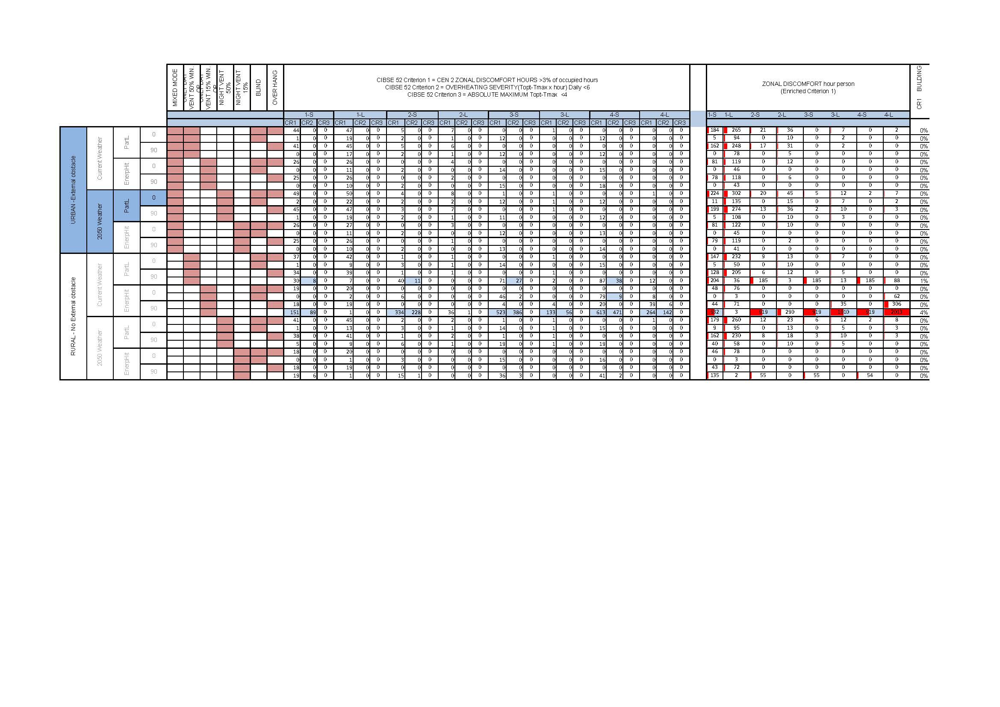 MIXED MODE
ONLY DAY
VENT 50% WIN.
OP
ONLY DAY
VENT 15% WIN.
OP
NIGHT VENT
50%
NIGHT VENT
15%
BLIND
OVER HANG
CIBSE 52 Criterion 1 = CEN 2 ZONAL DISCOMFORT HOURS >3% of occupied hours
CIBSE 52 Criterion 2 = OVERHEATING SEVERITY(Topt-Tmax x hour) Daily <6
CIBSE 52 Criterion 3 = ABSOLUTE MAXIMUM Topt-Tmax <4
ZONAL DISCOMFORT hour person
(Enriched Criterion 1)
CR1 BUILDING
1-S 1-L 2-S 2-L 3-S 3-L 4-S 4-L 1-S 1-L 2-S 2-L 3-S 3-L 4-S 4-L
CR1 CR2 CR3 CR1 CR2 CR3 CR1 CR2 CR3 CR1 CR2 CR3 CR1 CR2 CR3 CR1 CR2 CR3 CR1 CR2 CR3 CR1 CR2 CR3
URBAN -External obstacle
Current Weather
PartL
0
90
EnerpHit
0
90
2050 Weather
PartL
0
90
EnerpHit
0
90
RURAL - No External obstacle
Current Weather
PartL
0
90
EnerpHit
0
90
2050 Weather
PartL
0
90
EnerpHit
0
90
44 0 0 47 0 0 5 0 0 7 0 0 0 0 0 1 0 0 0 0 0 0 0 0 184 265 21 36 0 7 0 2 0%
1 0 0 19 0 0 2 0 0 1 0 0 12 0 0 0 0 0 12 0 0 0 0 0 5 94 0 10 0 2 0 0 0%
41 0 0 45 0 0 5 0 0 6 0 0 0 0 0 0 0 0 0 0 0 0 0 0 162 248 17 31 0 2 0 0 0%
0 0 0 17 0 0 2 0 0 1 0 0 12 0 0 0 0 0 12 0 0 0 0 0 0 78 0 5 0 0 0 0 0%
26 0 0 26 0 0 0 0 0 4 0 0 0 0 0 0 0 0 0 0 0 0 0 0 81 119 0 12 0 0 0 0 0%
0 0 0 11 0 0 2 0 0 0 0 0 14 0 0 0 0 0 15 0 0 0 0 0 0 46 0 0 0 0 0 0 0%
25 0 0 26 0 0 0 0 0 2 0 0 0 0 0 0 0 0 0 0 0 0 0 0 78 118 0 6 0 0 0 0 0%
0 0 0 10 0 0 2 0 0 0 0 0 15 0 0 0 0 0 18 0 0 0 0 0 0 43 0 0 0 0 0 0 0%
49 0 0 50 0 0 4 0 0 8 0 0 1 0 0 1 0 0 0 0 0 1 0 0 224 302 20 45 5 12 2 7 0%
2 0 0 22 0 0 2 0 0 2 0 0 12 0 0 1 0 0 12 0 0 0 0 0 11 135 0 15 0 7 0 2 0%
45 0 0 47 0 0 3 0 0 7 0 0 0 0 0 1 0 0 0 0 0 0 0 0 199 274 13 36 2 10 0 3 0%
1 0 0 19 0 0 2 0 0 1 0 0 11 0 0 0 0 0 12 0 0 0 0 0 5 108 0 10 0 3 0 0 0%
26 0 0 27 0 0 0 0 0 3 0 0 0 0 0 0 0 0 0 0 0 0 0 0 81 122 0 10 0 0 0 0 0%
0 0 0 11 0 0 2 0 0 0 0 0 12 0 0 0 0 0 13 0 0 0 0 0 0 45 0 0 0 0 0 0 0%
25 0 0 26 0 0 0 0 0 1 0 0 0 0 0 0 0 0 0 0 0 0 0 0 79 119 0 2 0 0 0 0 0%
0 0 0 10 0 0 2 0 0 0 0 0 13 0 0 0 0 0 14 0 0 0 0 0 0 41 0 0 0 0 0 0 0%
37 0 0 42 0 0 1 0 0 1 0 0 0 0 0 1 0 0 0 0 0 0 0 0 147 232 9 13 0 7 0 0 0%
1 0 0 9 0 0 3 0 0 1 0 0 14 0 0 0 0 0 15 0 0 0 0 0 5 50 0 10 0 0 0 0 0%
34 0 0 39 0 0 1 0 0 1 0 0 0 0 0 1 0 0 0 0 0 0 0 0 128 205 6 12 0 5 0 0 0%
30 8 0 7 0 0 40 11 0 0 0 0 71 27 0 2 0 0 87 38 0 12 0 0 204 36 185 3 185 13 185 88 1%
19 0 0 20 0 0 0 0 0 0 0 0 0 0 0 0 0 0 0 0 0 0 0 0 48 76 0 0 0 0 0 0 0%
0 0 0 2 0 0 6 0 0 0 0 0 46 2 0 0 0 0 79 9 0 8 0 0 0 3 0 0 0 0 0 62 0%
18 0 0 19 0 0 0 0 0 0 0 0 4 0 0 4 0 0 20 0 0 39 6 0 44 71 0 0 0 35 0 306 0%
151 89 0 1 0 0 334 228 0 36 1 0 523 386 0 133 56 0 613 471 0 264 142 0 932 3 919 290 919 1010 919 2013 4%
41 0 0 45 0 0 2 0 0 2 0 0 1 0 0 1 0 0 0 0 0 1 0 0 179 260 12 23 6 12 2 8 0%
1 0 0 13 0 0 3 0 0 1 0 0 14 0 0 1 0 0 15 0 0 0 0 0 9 95 0 13 0 5 0 3 0%
38 0 0 41 0 0 1 0 0 2 0 0 1 0 0 1 0 0 0 0 0 0 0 0 162 230 8 18 3 10 0 3 0%
5 0 0 9 0 0 6 0 0 1 0 0 19 0 0 1 0 0 19 0 0 0 0 0 40 58 0 10 0 5 0 0 0%
18 0 0 20 0 0 0 0 0 0 0 0 0 0 0 0 0 0 0 0 0 0 0 0 46 78 0 0 0 0 0 0 0%
0 0 0 1 0 0 3 0 0 0 0 0 15 0 0 0 0 0 16 0 0 0 0 0 0 3 0 0 0 0 0 0 0%
18 0 0 19 0 0 0 0 0 0 0 0 0 0 0 0 0 0 0 0 0 0 0 0 43 72 0 0 0 0 0 0 0%
19 6 0 1 0 0 15 1 0 0 0 0 36 3 0 0 0 0 41 2 0 0 0 0 135 2 55 0 55 0 54 0 0%